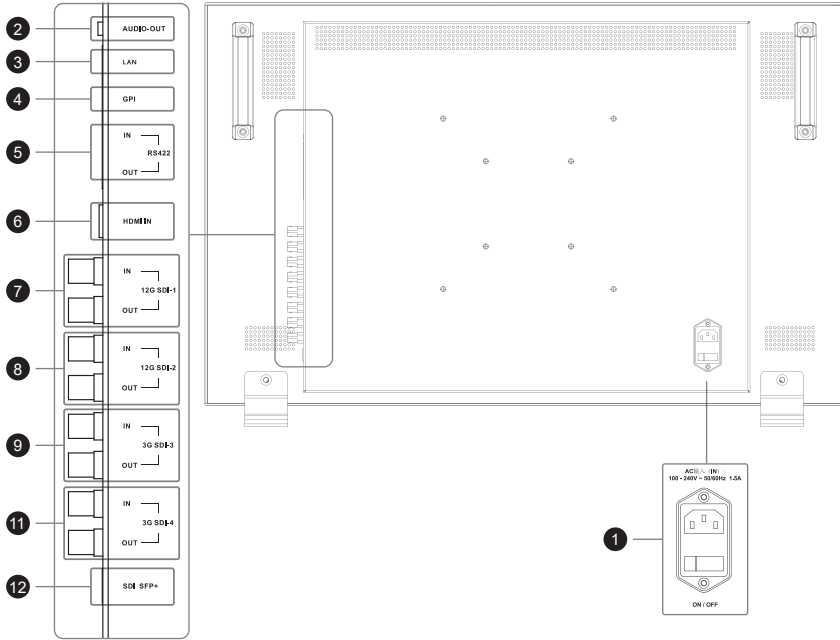 2
AUDIO-OUT
3
LAN
4
GPI
5
IN
RS422
OUT
6
HDMI IN
7
IN
12G SDI-1
OUT
8
IN
12G SDI-2
OUT
9
IN
3G SDI-3
OUT
11
IN
3G SDI-4
OUT
12
SDI SFP+
AC输入 (IN) :
100 - 240V ~ 50/60Hz 1.5A
1
ON / OFF